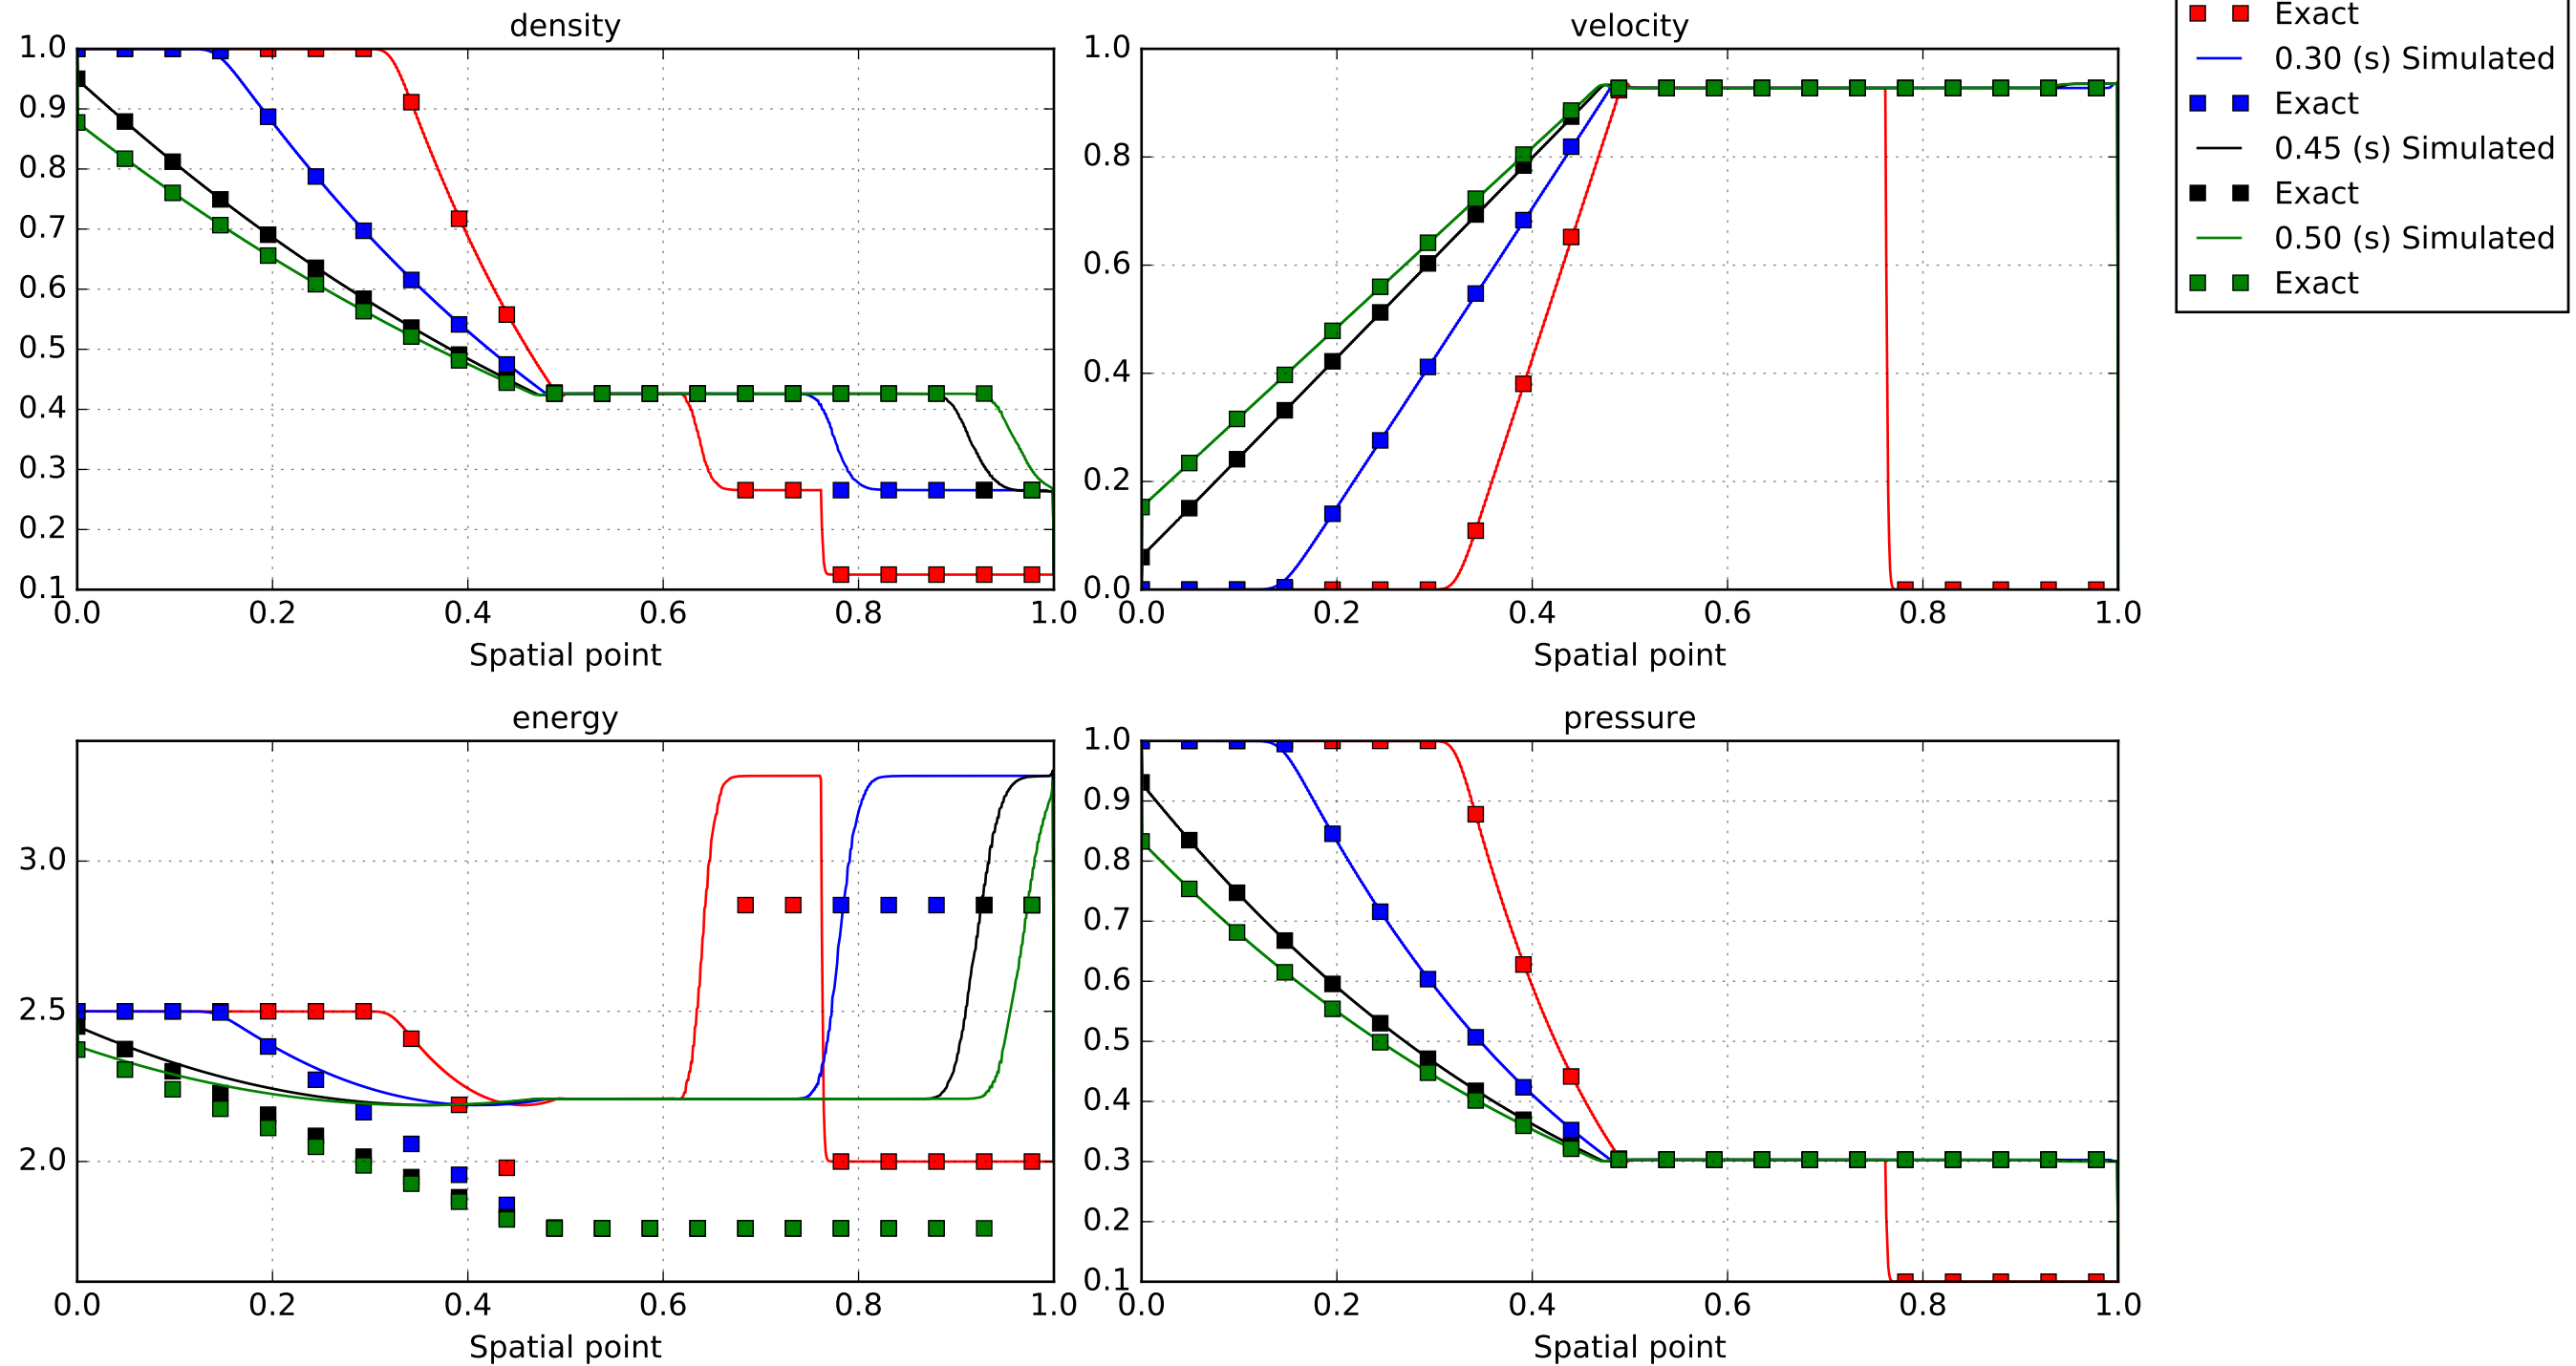 density
1.0
0.9
0.8
0.7
0.6
0.5
0.4
0.3
0.2
0.1
0.0 0.2 0.4 0.6 0.8 1.0
Spatial point
velocity
1.0
0.8
0.6
0.4
0.2
0.0
0.0 0.2 0.4 0.6 0.8 1.0
Spatial point
Exact
0.30 (s) Simulated
Exact
0.45 (s) Simulated
Exact
0.50 (s) Simulated
Exact
energy
3.0
2.5
2.0
0.0 0.2 0.4 0.6 0.8 1.0
Spatial point
pressure
1.0
0.9
0.8
0.7
0.6
0.5
0.4
0.3
0.2
0.1
0.0 0.2 0.4 0.6 0.8 1.0
Spatial point